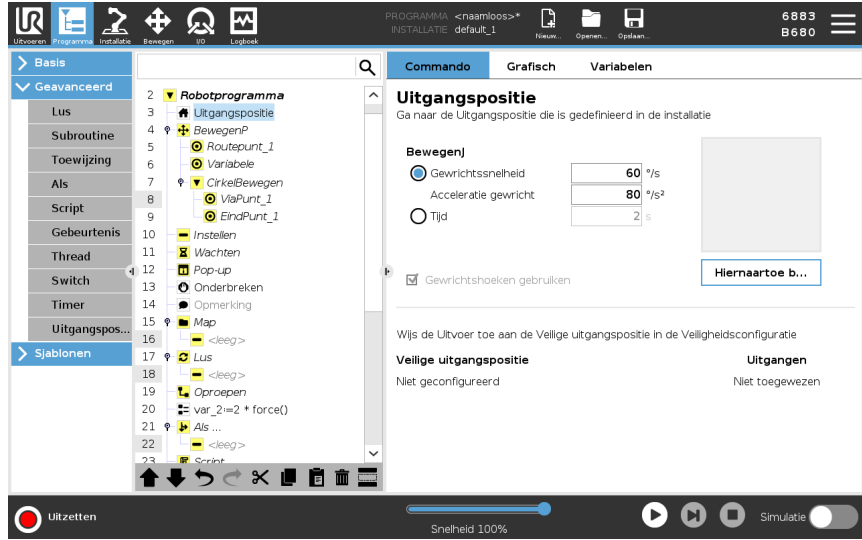 PROGRAMMA <naamloos>*
INSTALLATIE default_1
Uitvoeren
Programma
Installatie
Bewegen
I/O
Logboek
Nieuw...
Openen...
Opslaan...
6883
B680
Basis
Geavanceerd
Lus
Subroutine
Toewijzing
Als
Script
Gebeurtenis
Thread
Switch
Timer
Uitgangspos...
Sjablonen
2 Robotprogramma
3 Uitgangspositie
4 BewegenP
5 Routepunt_1
6 Variabele
7 CirkelBewegen
8 ViaPunt_1
9 EindPunt_1
10 Instellen
11 Wachten
12 Pop-up
13 Onderbreken
14 Opmerking
15 Map
16 <leeg>
17 Lus
18 <leeg>
19 Oproepen
20 var_2:=2 * force()
21 Als ...
22 <leeg>
23 Script
Commando Grafisch Variabelen
Uitgangspositie
Ga naar de Uitgangspositie die is gedefinieerd in de installatie
BewegenJ
Gewrichtssnelheid 60 °/s
Acceleratie gewricht 80 °/s²
Tijd 2 s
Gewrichtshoeken gebruiken
Hiernaartoe b...
Wijs de Uitvoer toe aan de Veilige uitgangspositie in de Veiligheidsconfiguratie
Veilige uitgangspositie Uitgangen
Niet geconfigureerd Niet toegewezen
Uitzetten
Snelheid 100%
Simulatie